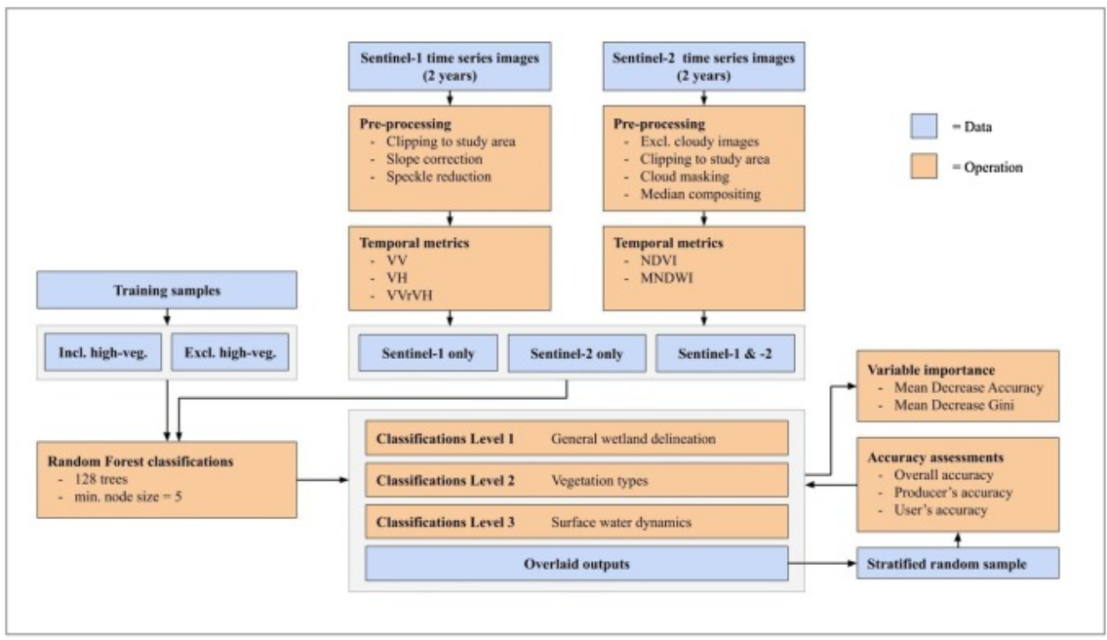 Sentinel-1 time series images
(2 years)
Sentinel-2 time series images
(2 years)
Pre-processing
- Clipping to study area
- Slope correction
- Speckle reduction
Pre-processing
- Excl. cloudy images
- Clipping to study area
- Cloud masking
- Median compositing
= Data
= Operation
Temporal metrics
- VV
- VH
- VVrVH
Temporal metrics
- NDVI
- MNDWI
Training samples
Incl. high-veg.
Excl. high-veg.
Sentinel-1 only
Sentinel-2 only
Sentinel-1 & -2
Variable importance
- Mean Decrease Accuracy
- Mean Decrease Gini
Random Forest classifications
- 128 trees
- min. node size = 5
Classifications Level 1 General wetland delineation
Classifications Level 2 Vegetation types
Classifications Level 3 Surface water dynamics
Overlaid outputs
Accuracy assessments
- Overall accuracy
- Producer's accuracy
- User's accuracy
Stratified random sample